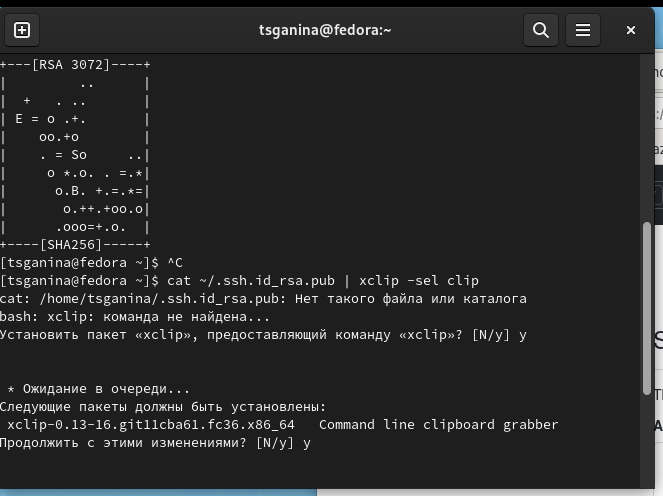 tsganina@fedora:~
+---[RSA 3072]----+
|         ..      |
|  +   . ..       |
| E = o .+.       |
|    oo.+o        |
|    . = So     ..|
|     o *.o. . =.*|
|      o.B. +.=.*=|
|       o.++.+oo.o|
|      .ooo=+.o.  |
+----[SHA256]-----+
[tsganina@fedora ~]$ ^C
[tsganina@fedora ~]$ cat ~/.ssh.id_rsa.pub | xclip -sel clip
cat: /home/tsganina/.ssh.id_rsa.pub: Нет такого файла или каталога
bash: xclip: команда не найдена...
Установить пакет «xclip», предоставляющий команду «xclip»? [N/y] y
* Ожидание в очереди...
Следующие пакеты должны быть установлены:
xclip-0.13-16.git11cba61.fc36.x86_64   Command line clipboard grabber
Продолжить с этими изменениями? [N/y] y